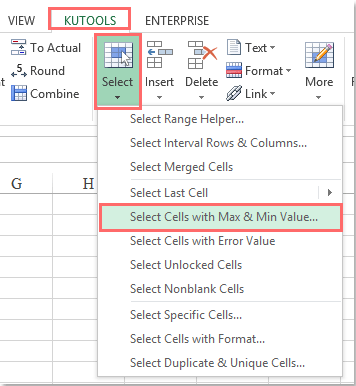 VIEW KUTOOLS ENTERPRISE
To Actual
Round
Combine
Select
Insert
Delete
Text
Format
Link
More
Select Range Helper...
Select Interval Rows & Columns...
Select Merged Cells
Select Last Cell
Select Cells with Max & Min Value...
Select Cells with Error Value
Select Unlocked Cells
Select Nonblank Cells
Select Specific Cells...
Select Cells with Format...
Select Duplicate & Unique Cells...
G H